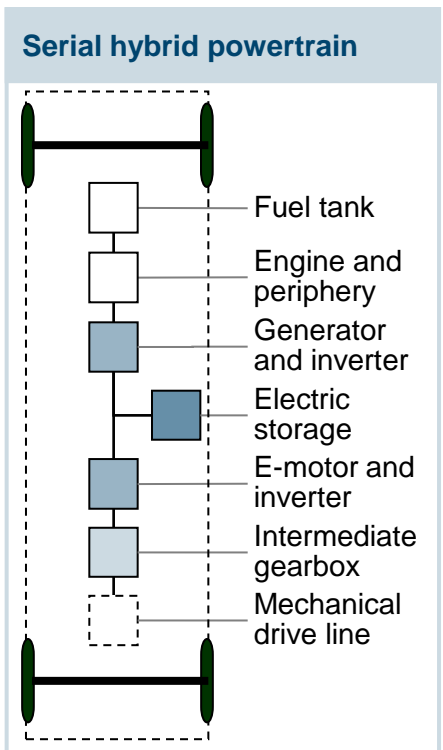 Serial hybrid powertrain
Fuel tank
Engine and
periphery
Generator
and inverter
Electric
storage
E-motor and
inverter
Intermediate
gearbox
Mechanical
drive line